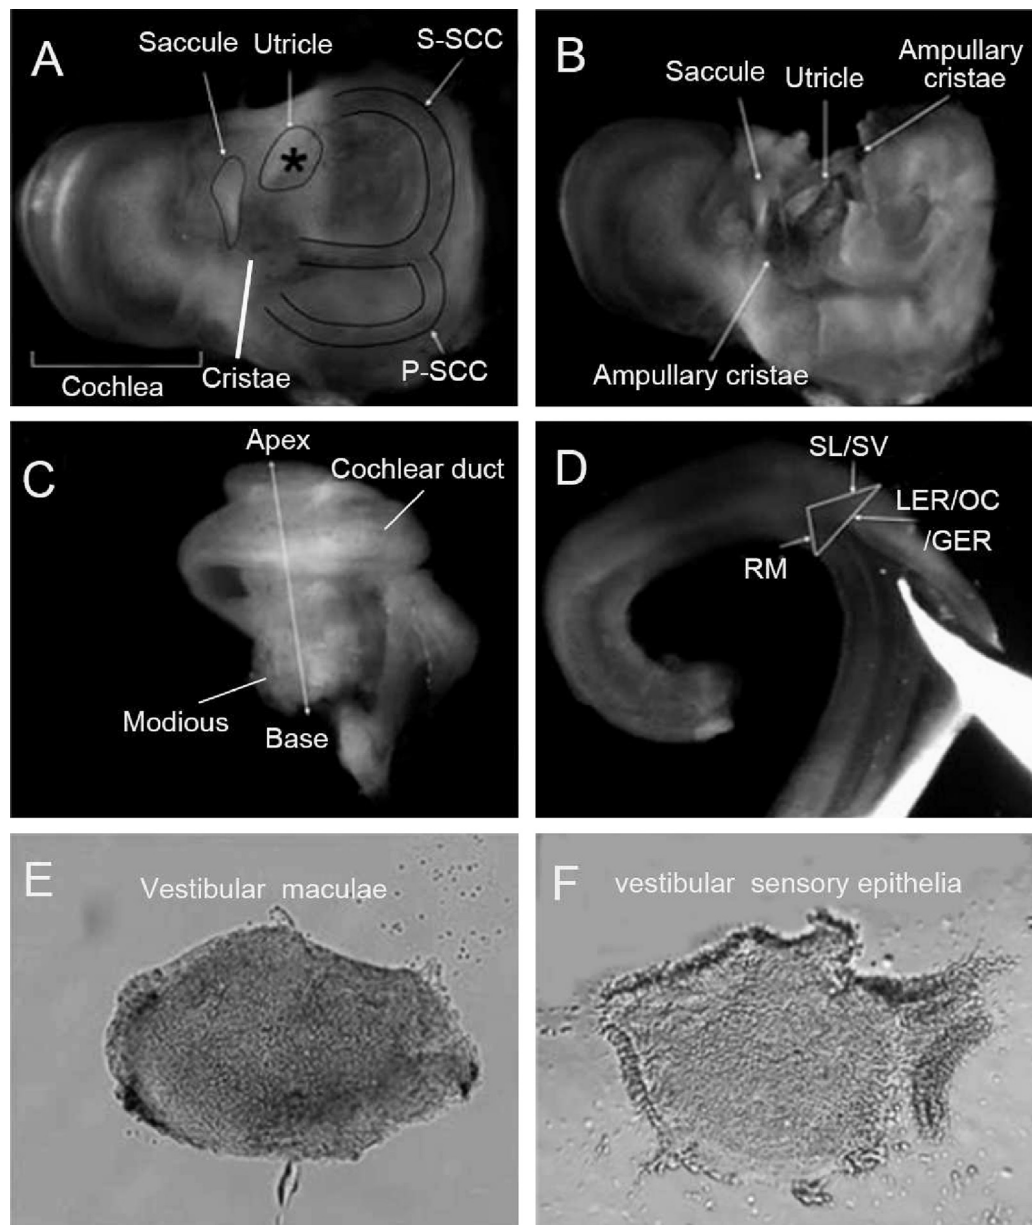 A
Saccule
Utricle
S-SCC
*
Cochlea
Cristae
P-SCC
B
Saccule
Utricle
Ampullary
cristae
Ampullary cristae
C
Apex
Cochlear duct
Modious
Base
D
SL/SV
LER/OC
/GER
RM
E
Vestibular maculae
F
vestibular sensory epithelia